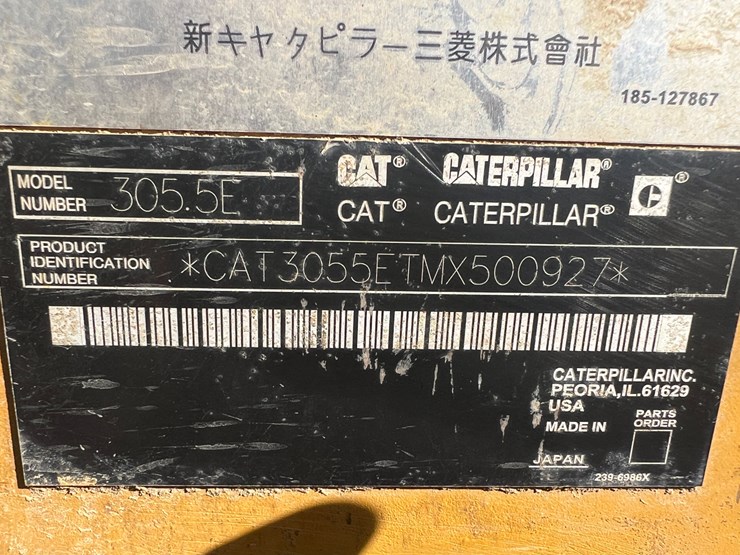 新キャタピラー三菱株式會社
185-127867
CAT® CATERPILLAR®
MODEL NUMBER 305.5E
CAT® CATERPILLAR®
PRODUCT IDENTIFICATION NUMBER *CAT3055ETMX500927*
CATERPILLAR INC.
PEORIA, IL. 61629
USA
MADE IN
JAPAN
PARTS
ORDER
239-6986X